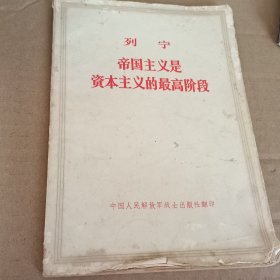 列宁
帝国主义是
资本主义的最高阶段
中国人民解放军战士出版社翻印